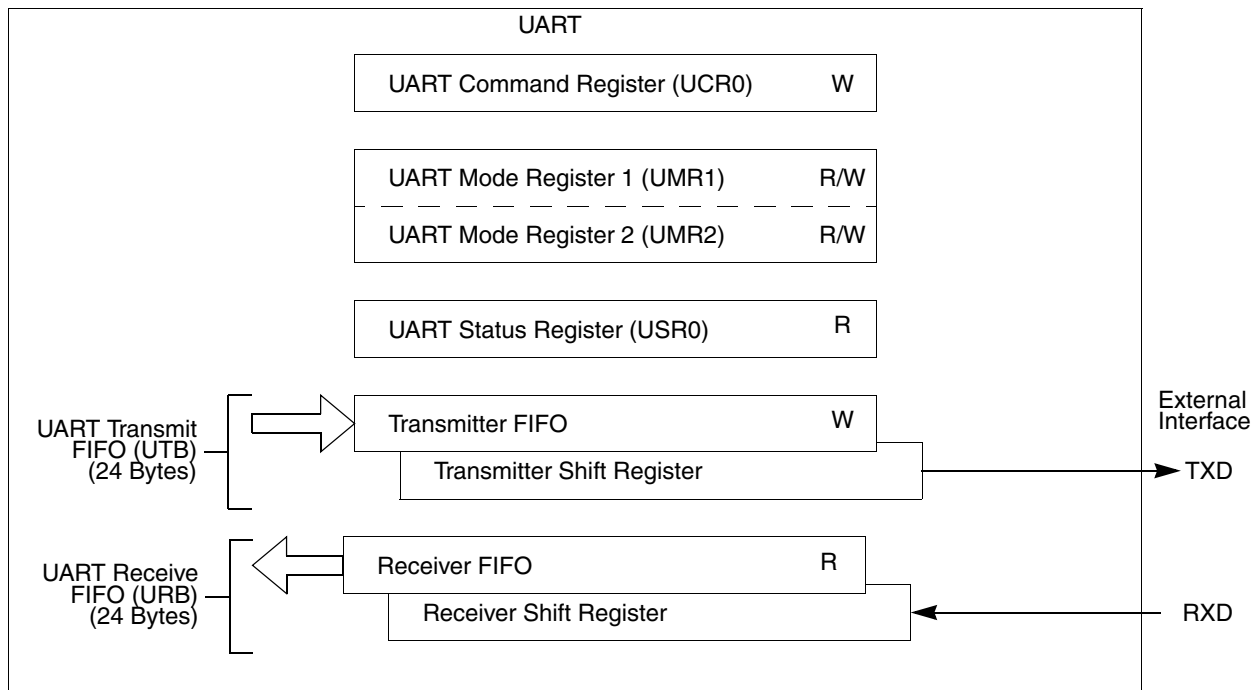 UART
UART Command Register (UCR0) W
UART Mode Register 1 (UMR1) R/W
UART Mode Register 2 (UMR2) R/W
UART Status Register (USR0) R
UART Transmit
FIFO (UTB)
(24 Bytes)
Transmitter FIFO W
Transmitter Shift Register
External
Interface
TXD
UART Receive
FIFO (URB)
(24 Bytes)
Receiver FIFO R
Receiver Shift Register
RXD